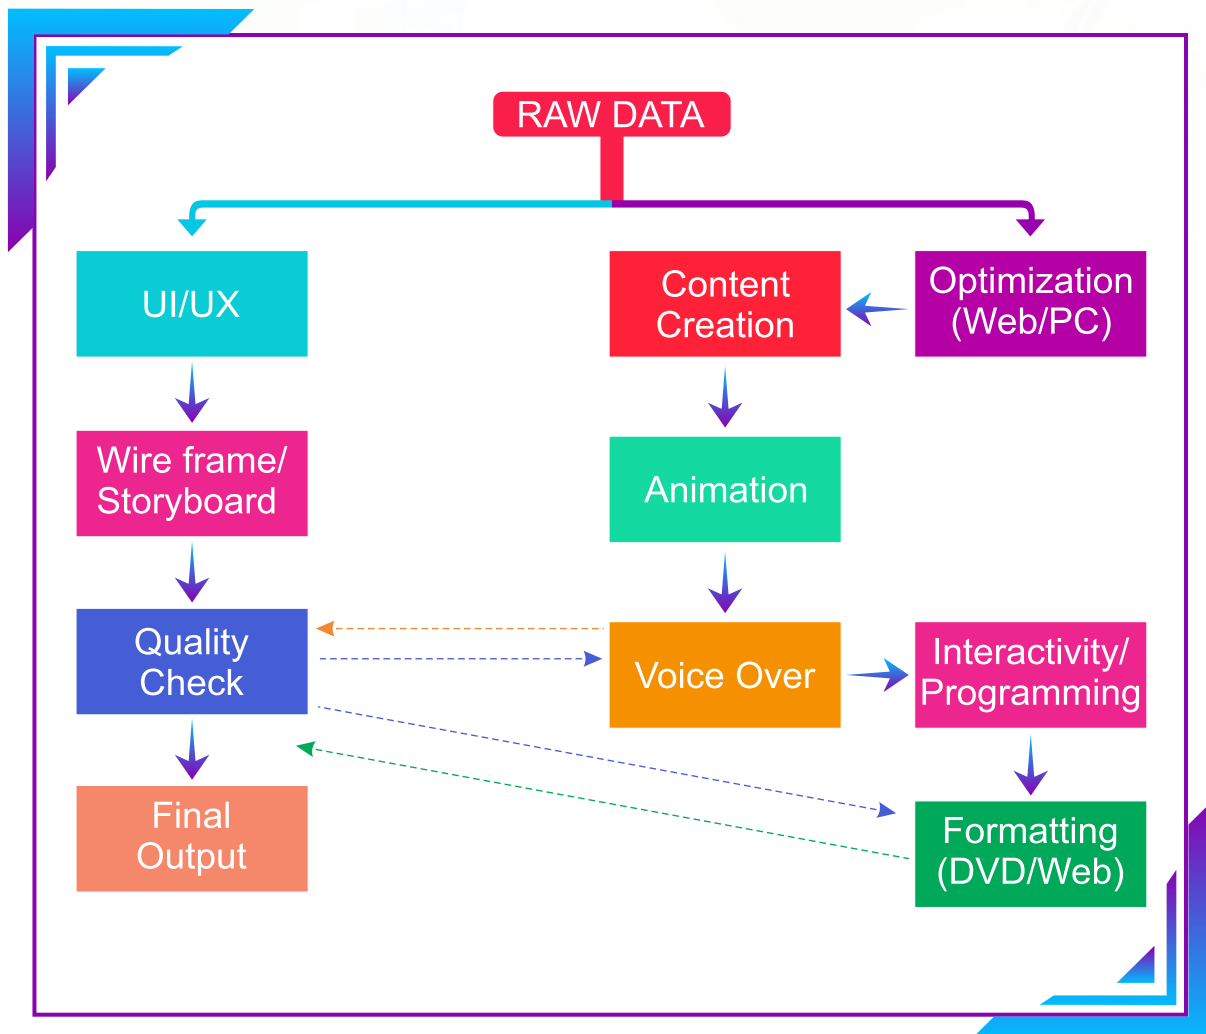 RAW DATA
UI/UX
Content
Creation
Optimization
(Web/PC)
Wire frame/
Storyboard
Animation
Quality
Check
Voice Over
Interactivity/
Programming
Final
Output
Formatting
(DVD/Web)